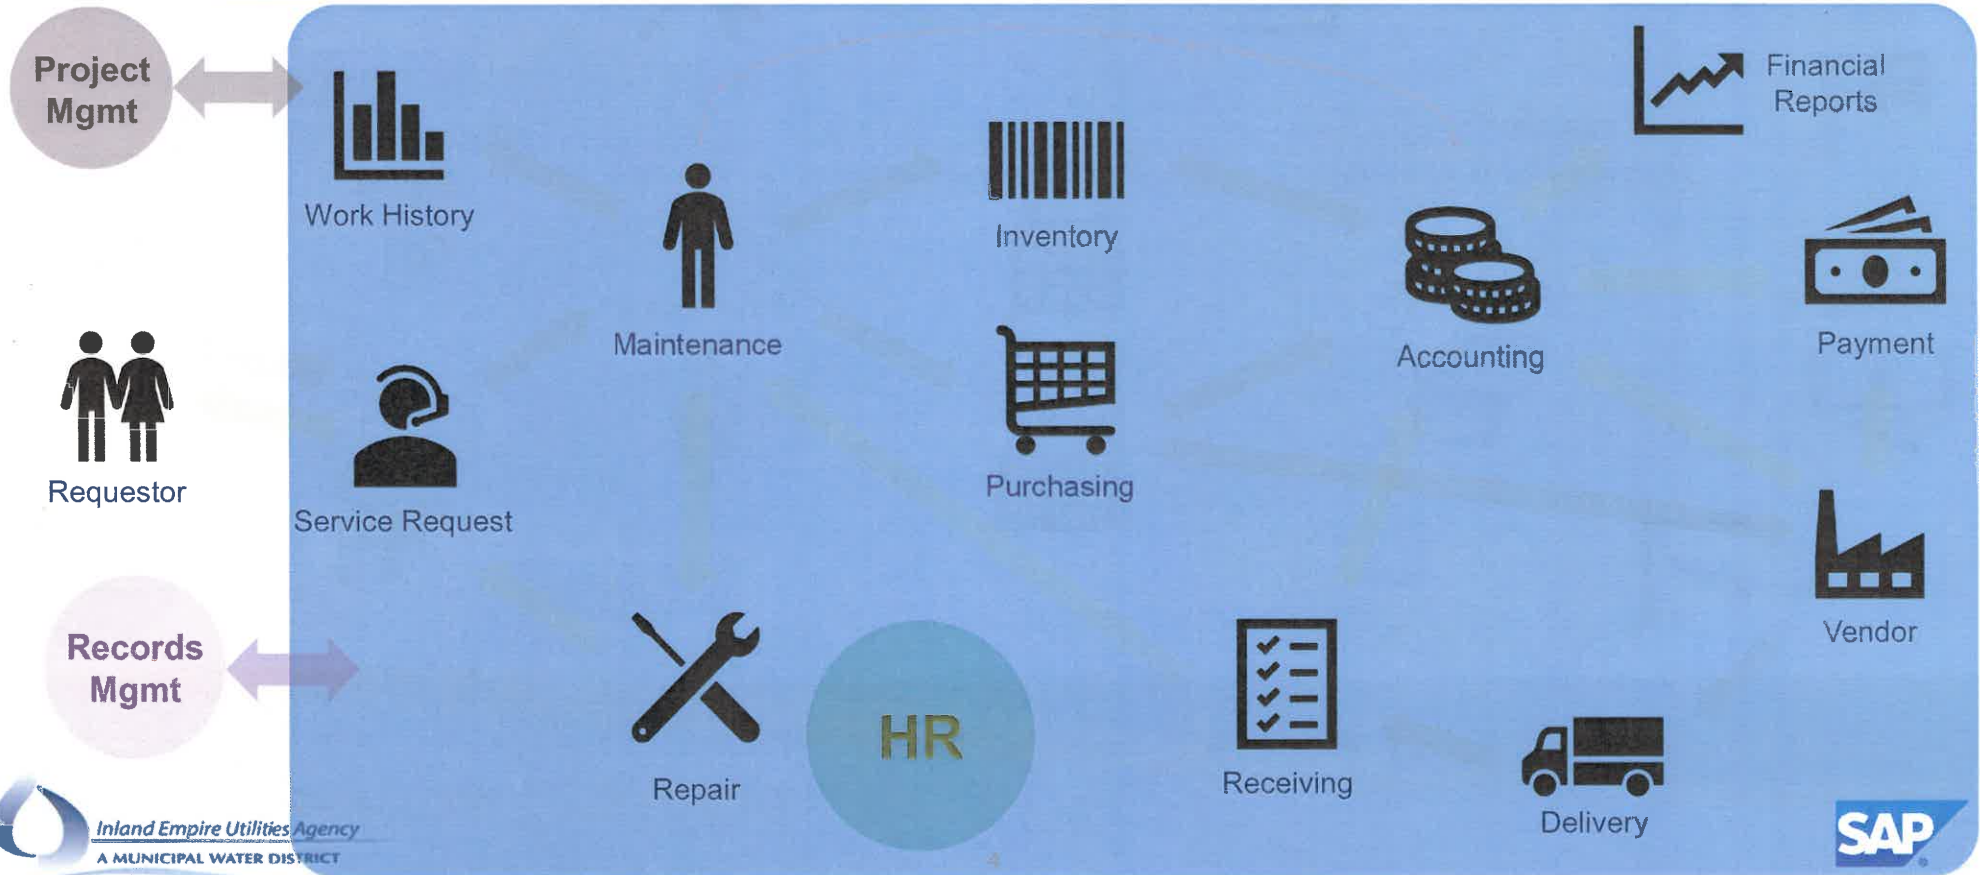 Project
Mgmt
Financial
Reports
Work History
Inventory
Maintenance
Accounting
Payment
Requestor
Service Request
Purchasing
Vendor
Records
Mgmt
HR
Repair
Receiving
Delivery
Inland Empire Utilities Agency
A MUNICIPAL WATER DISTRICT
4
SAP
®